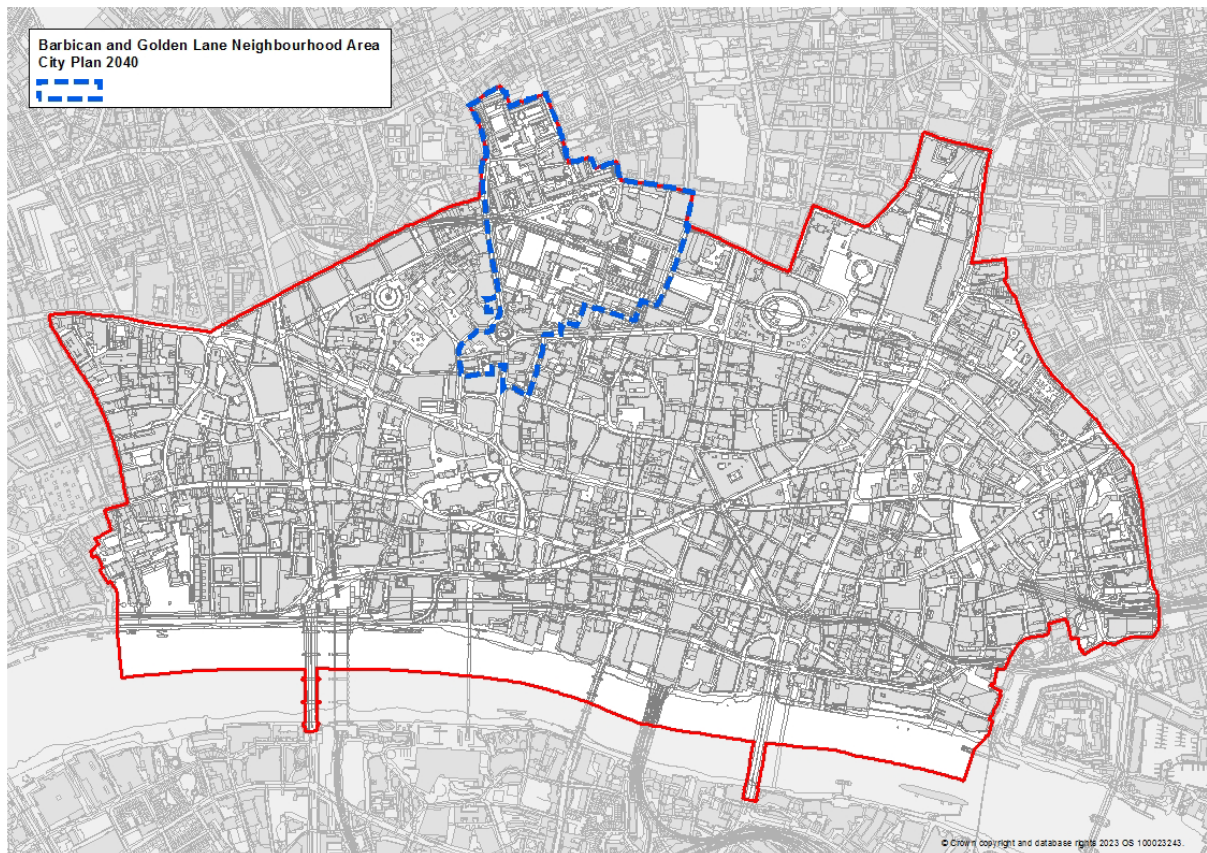 Barbican and Golden Lane Neighbourhood Area
City Plan 2040
© Crown copyright and database rights 2023 OS 100023243.